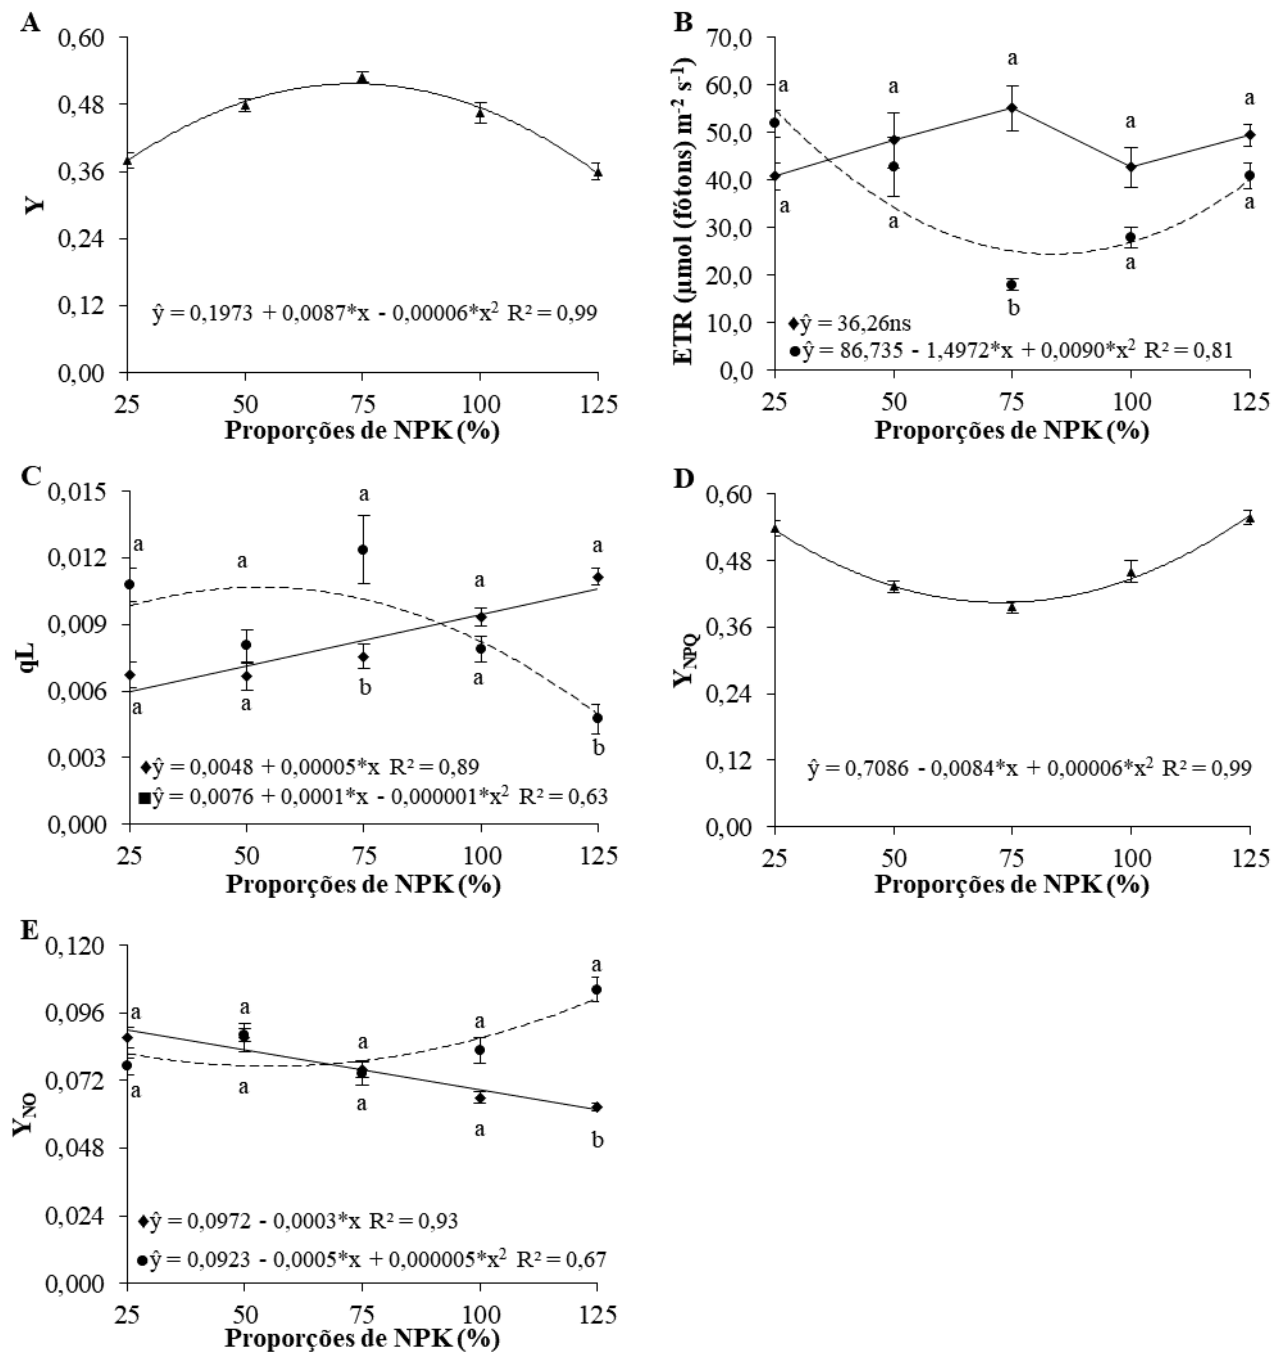 A
Y
0,60
0,48
0,36
0,24
0,12
0,00
ŷ = 0,1973 + 0,0087*x - 0,00006*x² R² = 0,99
25 50 75 100 125
Proporções de NPK (%)
B
ETR (µmol (fótons) m⁻² s⁻¹)
70,0
60,0
50,0
40,0
30,0
20,0
10,0
0,0
a a a a a
a a b a a
◆ŷ = 36,26ns
●ŷ = 86,735 - 1,4972*x + 0,0090*x² R² = 0,81
25 50 75 100 125
Proporções de NPK (%)
C
qL
0,015
0,012
0,009
0,006
0,003
0,000
a a a a a
a a b a b
◆ŷ = 0,0048 + 0,00005*x R² = 0,89
■ŷ = 0,0076 + 0,0001*x - 0,000001*x² R² = 0,63
25 50 75 100 125
Proporções de NPK (%)
D
Y_NPQ
0,60
0,48
0,36
0,24
0,12
0,00
ŷ = 0,7086 - 0,0084*x + 0,00006*x² R² = 0,99
25 50 75 100 125
Proporções de NPK (%)
E
Y_NO
0,120
0,096
0,072
0,048
0,024
0,000
a a a a a
a a a a b
◆ŷ = 0,0972 - 0,0003*x R² = 0,93
●ŷ = 0,0923 - 0,0005*x + 0,000005*x² R² = 0,67
25 50 75 100 125
Proporções de NPK (%)